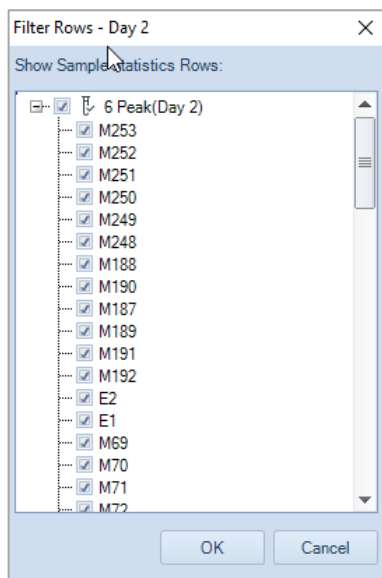 Filter Rows - Day 2
Show Sample Statistics Rows:
6 Peak(Day 2)
M253
M252
M251
M250
M249
M248
M188
M190
M187
M189
M191
M192
E2
E1
M69
M70
M71
M72
OK Cancel